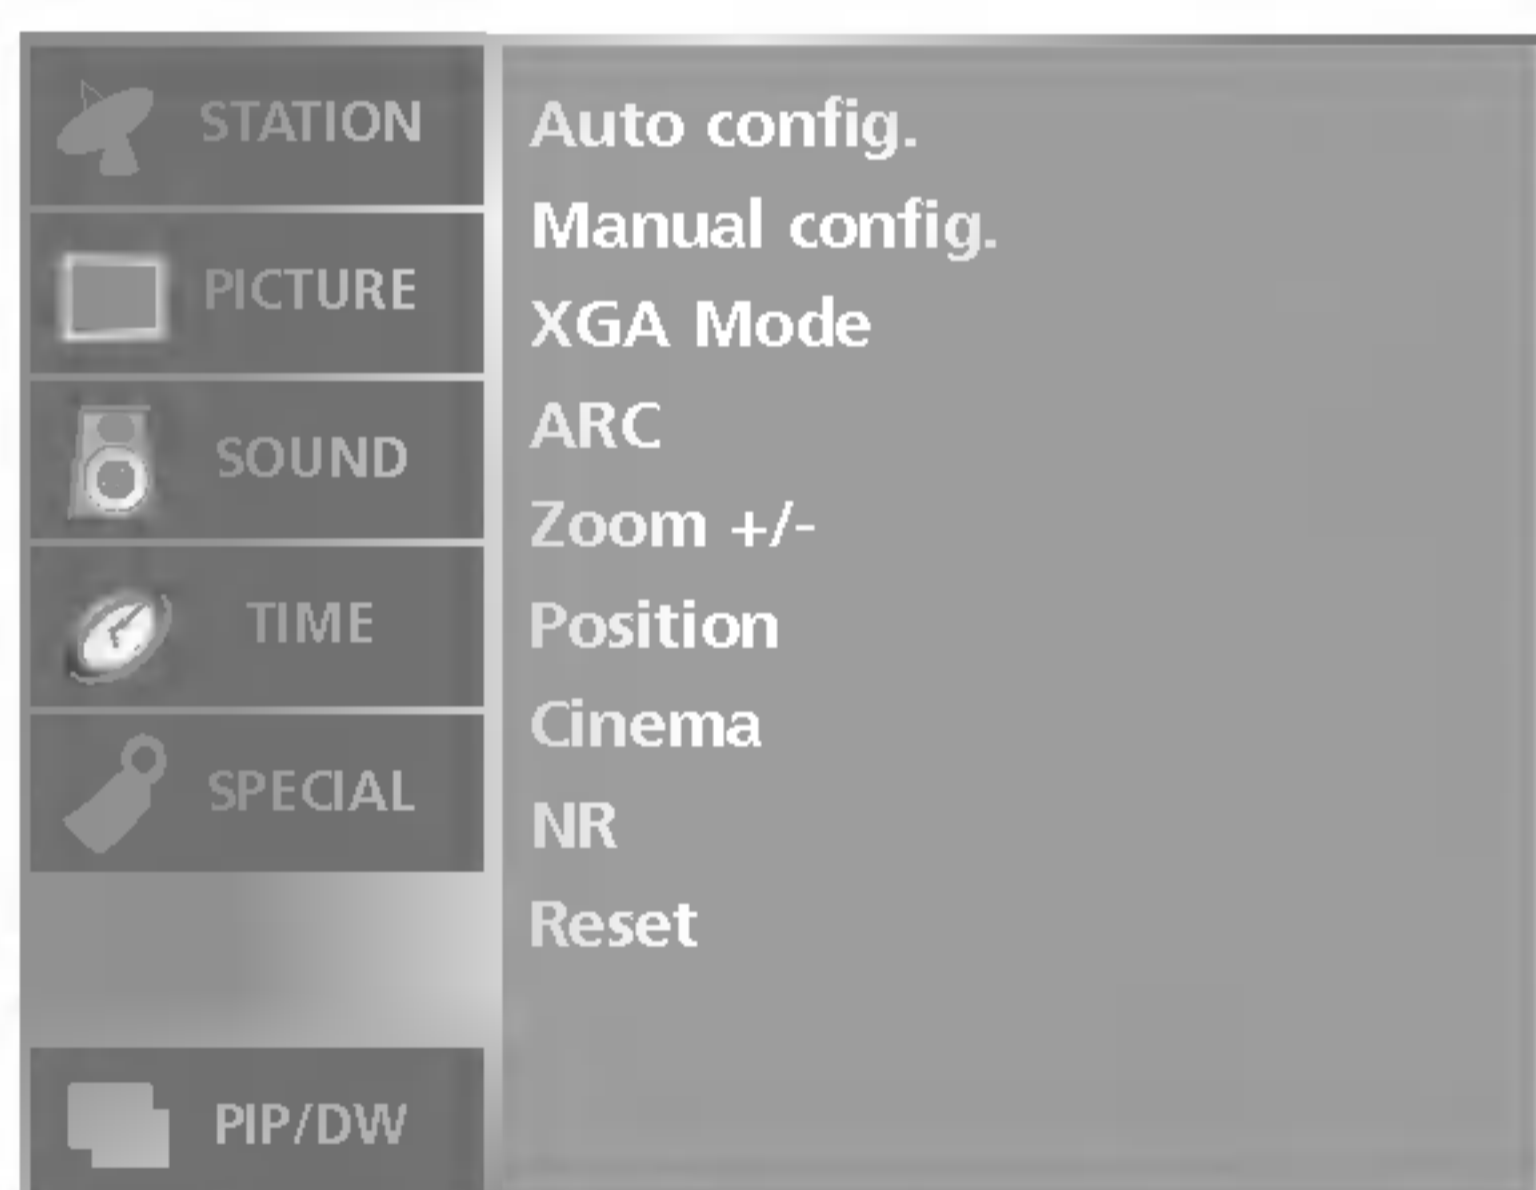 STATION
PICTURE
SOUND
TIME
SPECIAL
PIP/DW
Auto config.
Manual config.
XGA Mode
ARC
Zoom +/-
Position
Cinema
NR
Reset